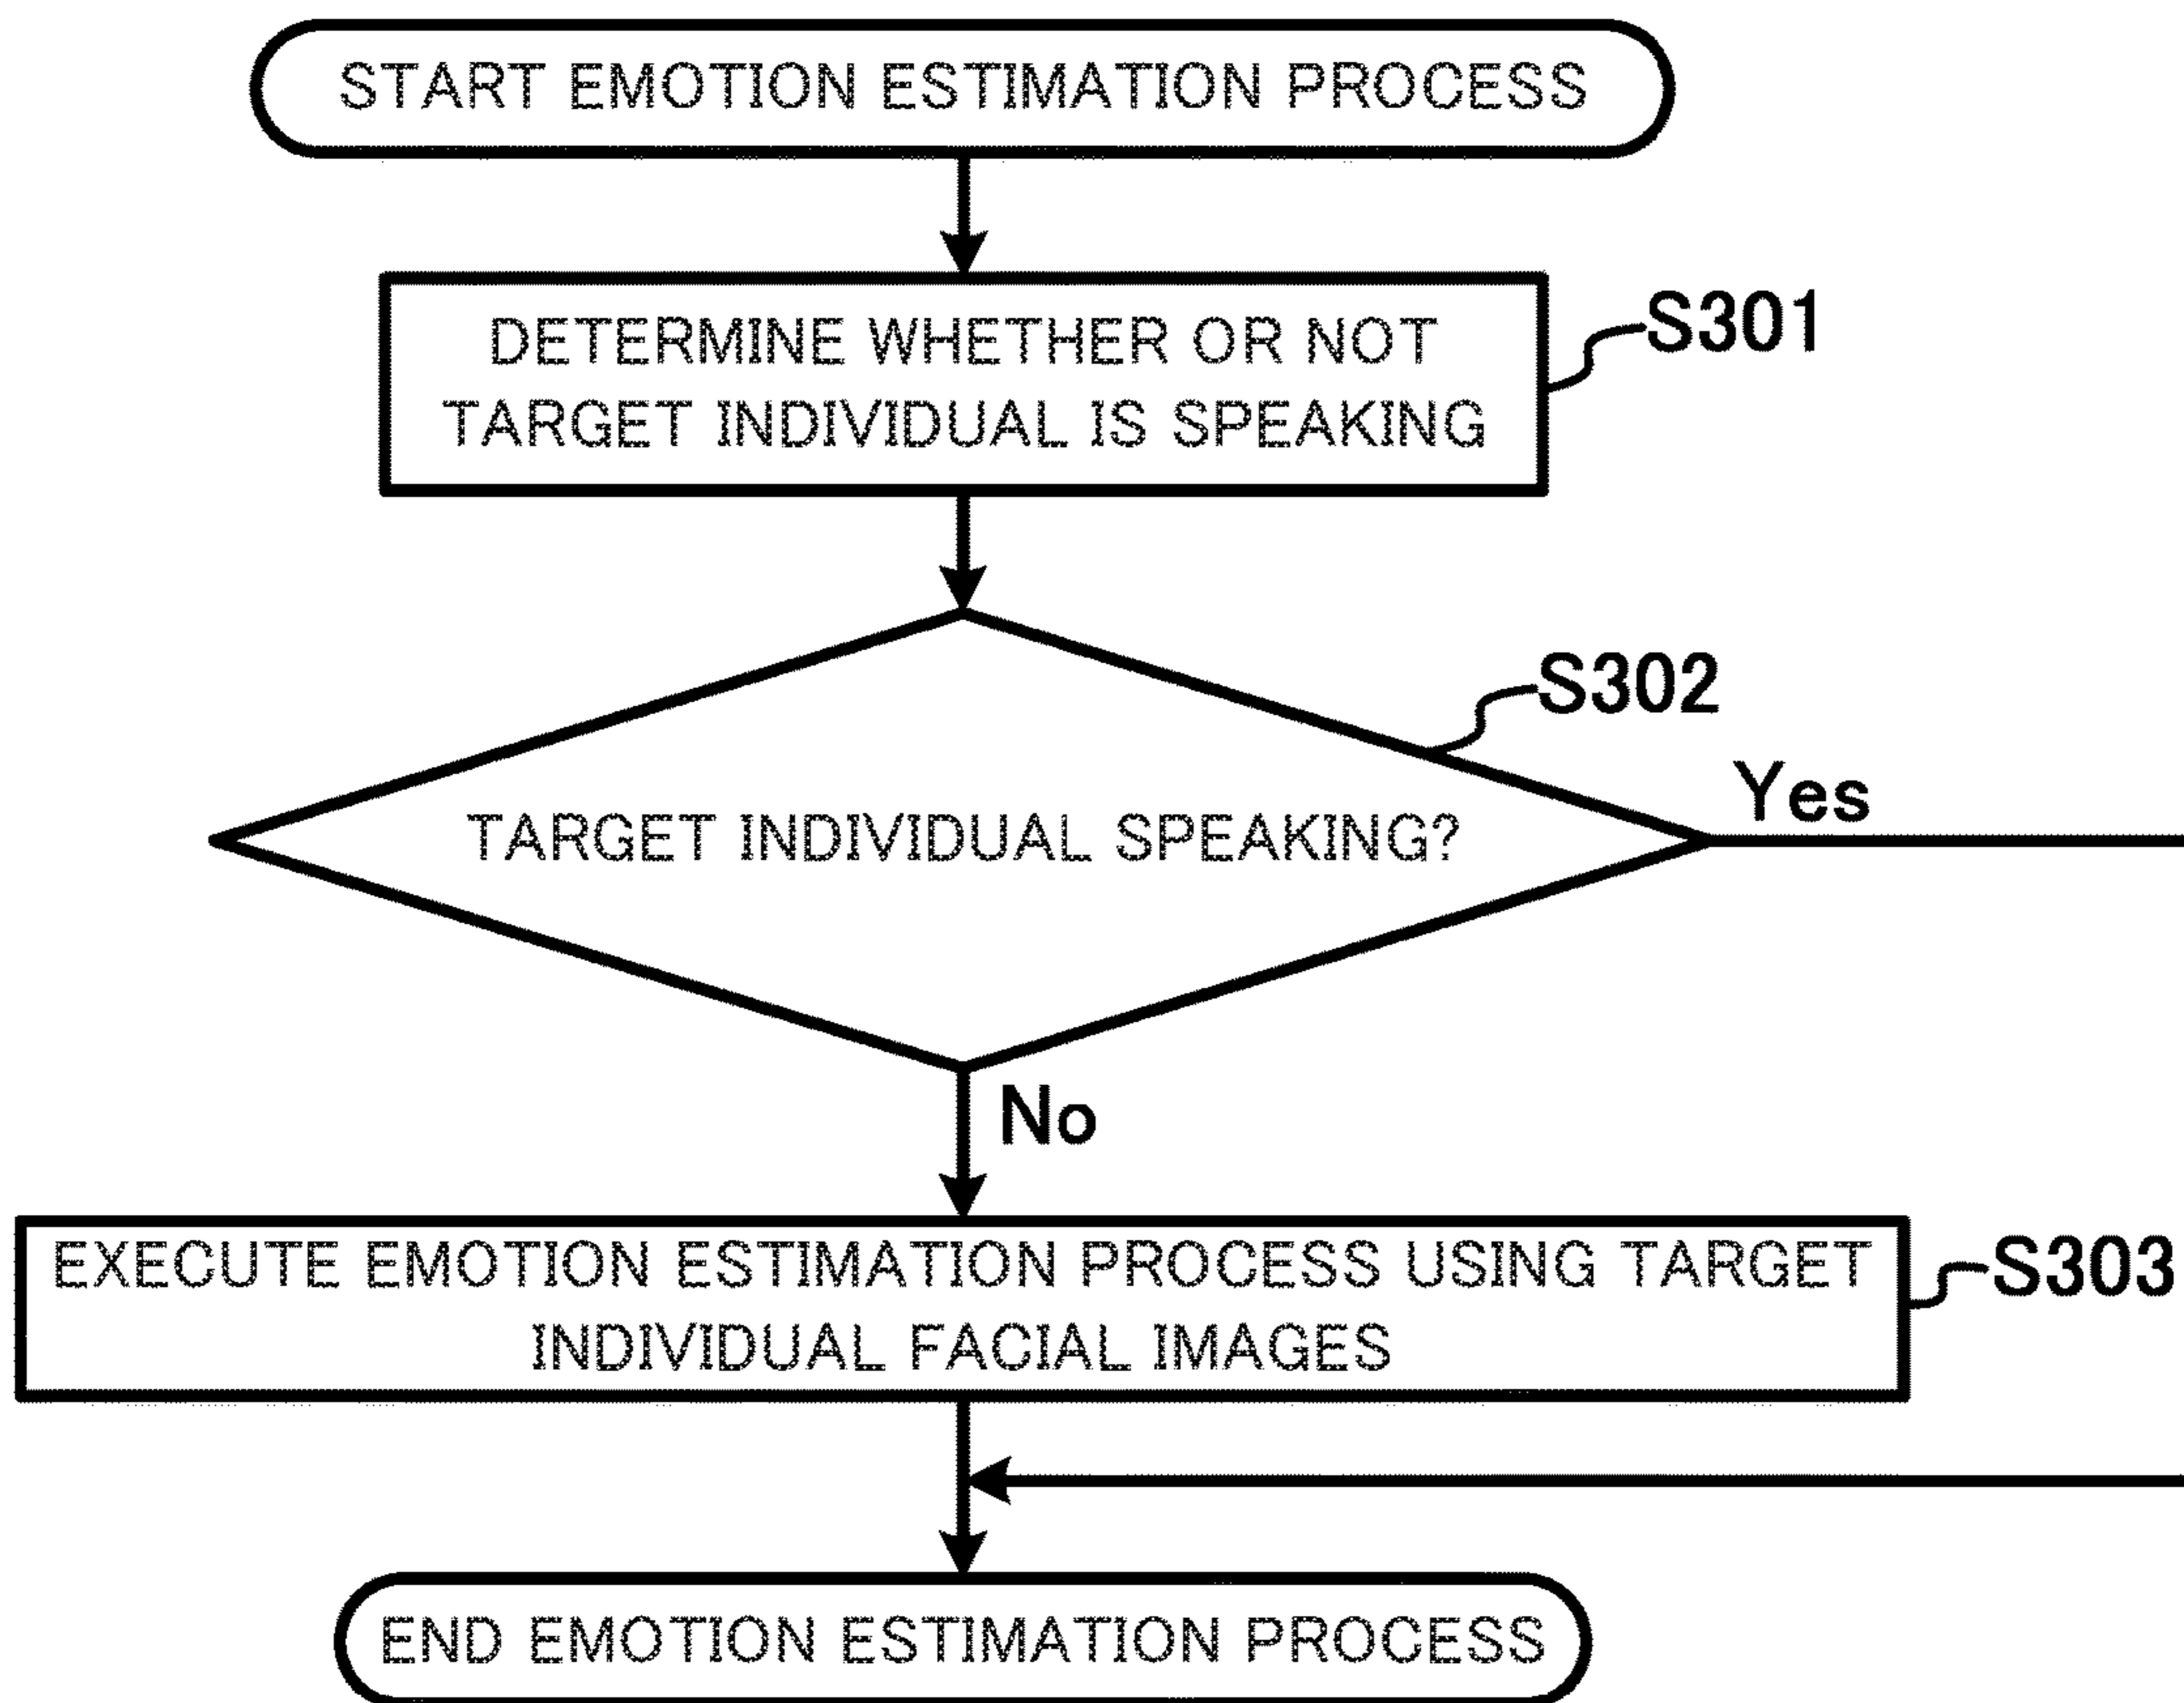 START EMOTION ESTIMATION PROCESS
DETERMINE WHETHER OR NOT
TARGET INDIVIDUAL IS SPEAKING
S301
S302
TARGET INDIVIDUAL SPEAKING?
Yes
No
EXECUTE EMOTION ESTIMATION PROCESS USING TARGET
INDIVIDUAL FACIAL IMAGES
S303
END EMOTION ESTIMATION PROCESS